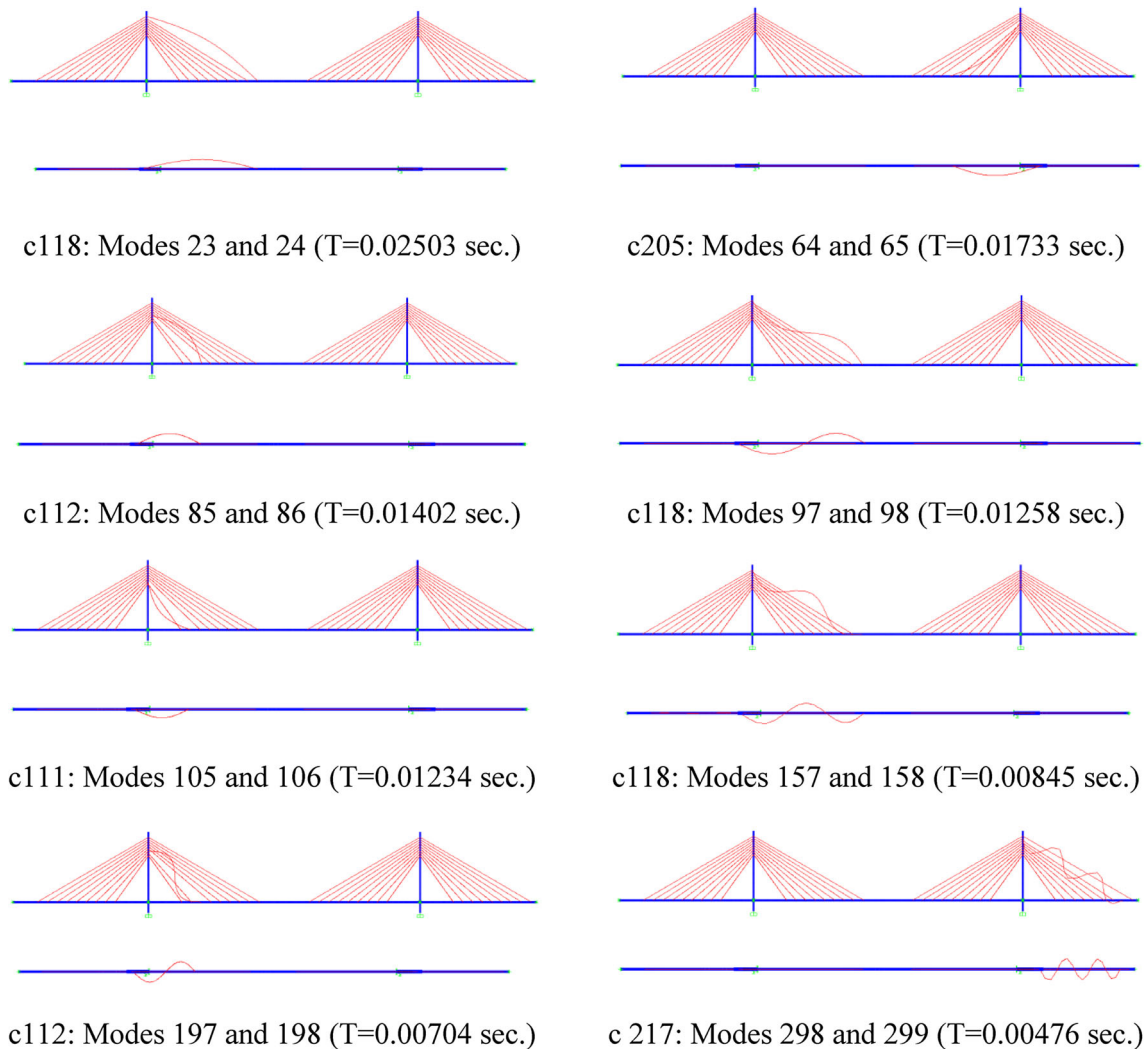 c118: Modes 23 and 24 (T=0.02503 sec.)
c205: Modes 64 and 65 (T=0.01733 sec.)
c112: Modes 85 and 86 (T=0.01402 sec.)
c118: Modes 97 and 98 (T=0.01258 sec.)
c111: Modes 105 and 106 (T=0.01234 sec.)
c118: Modes 157 and 158 (T=0.00845 sec.)
c112: Modes 197 and 198 (T=0.00704 sec.)
c 217: Modes 298 and 299 (T=0.00476 sec.)